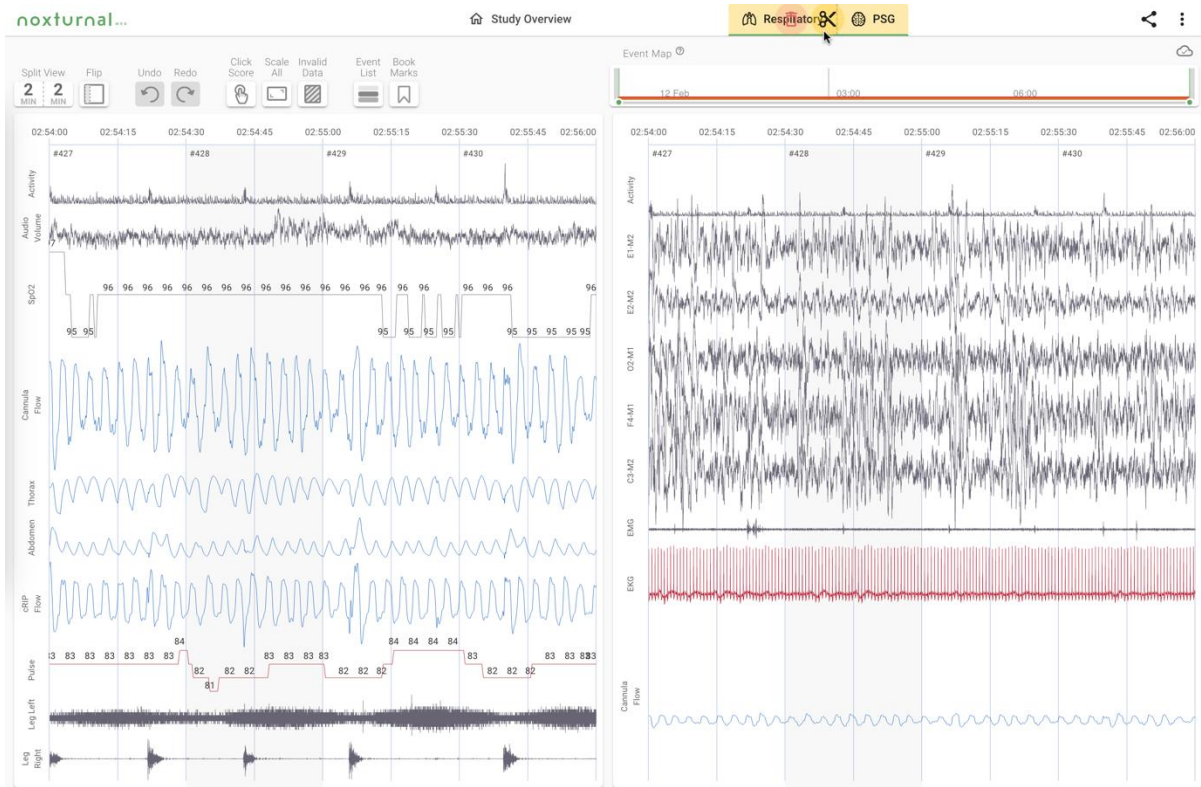 noxturnal...
Study Overview
Respiratory
PSG
Split View
Flip
Undo
Redo
Click
Score
Scale
All
Invalid
Data
Event
List
Book
Marks
2
MIN
2
MIN
Event Map ?
12 Feb
03:00
06:00
02:54:00 02:54:15 02:54:30 02:54:45 02:55:00 02:55:15 02:55:30 02:55:45 02:56:00
#427 #428 #429 #430
Activity
Audio
Volume
SpO2
96 96 96 96 96 96 96 96 96 96 96 96 96 96 96 96 96 96 96 96
95 95 95 95 95 95 95 95 95 95 95
Cannula
Flow
Thorax
Abdomen
cRIP
Flow
84 84 84 84 84
83 83 83 83 83 83 83 83 83 83 83 83 83 83
82 82 82 82 82 82 82 82 82
81
Pulse
Leg Left
Leg
Right
02:54:00 02:54:15 02:54:30 02:54:45 02:55:00 02:55:15 02:55:30 02:55:45 02:56:00
#427 #428 #429 #430
Activity
E1-M2
E2-M2
O2-M1
F4-M1
C3-M2
EMG
EKG
Cannula
Flow